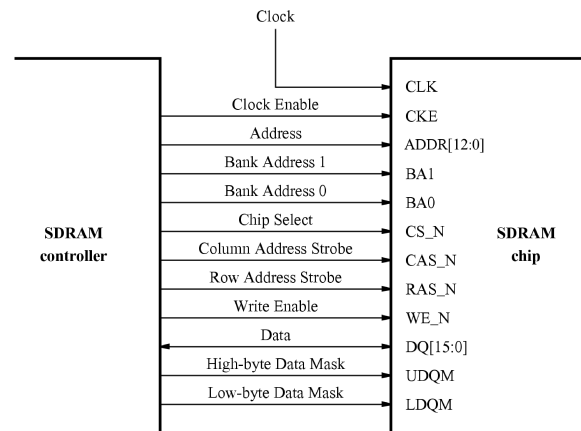 Clock
CLK
Clock Enable
CKE
Address
ADDR[12:0]
Bank Address 1
BA1
Bank Address 0
BA0
Chip Select
CS_N
SDRAM
controller
SDRAM
chip
Column Address Strobe
CAS_N
Row Address Strobe
RAS_N
Write Enable
WE_N
Data
DQ[15:0]
High-byte Data Mask
UDQM
Low-byte Data Mask
LDQM